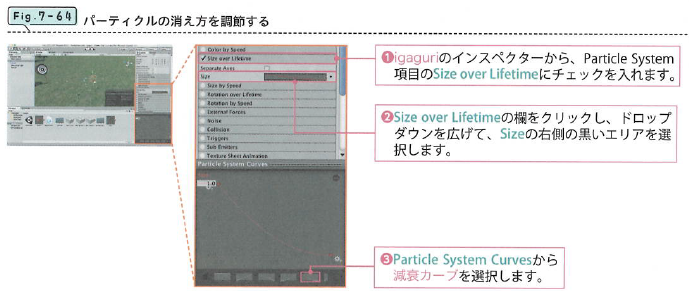 Fig.7-64 パーティクルの消え方を調節する
Color by Speed
Size over Lifetime
Separate Axes
Size
Size by Speed
Rotation over Lifetime
Rotation by Speed
External Forces
Noise
Collision
Triggers
Sub Emitters
Texture Sheet Animation
Particle System Curves
1.0
❶igaguriのインスペクターから、Particle System
項目のSize over Lifetimeにチェックを入れます。
❷Size over Lifetimeの欄をクリックし、ドロップ
ダウンを広げて、Sizeの右側の黒いエリアを選
択します。
❸Particle System Curvesから
減衰カーブを選択します。